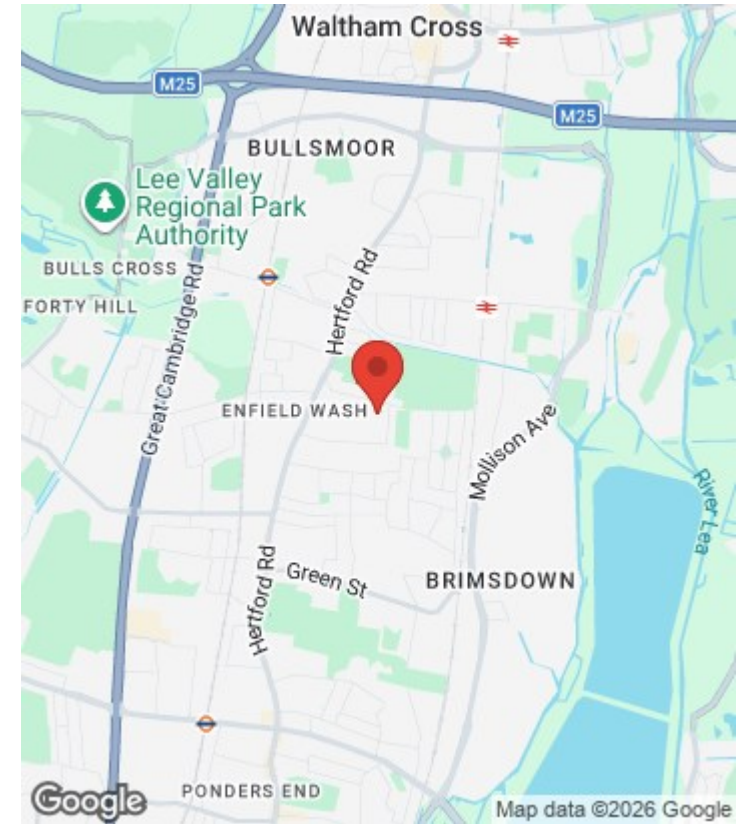 Waltham Cross
M25
M25
BULLSMOOR
Lee Valley
Regional Park
Authority
BULLS CROSS
FORTY HILL
Hertford Rd
Great Cambridge Rd
ENFIELD WASH
Mollison Ave
River Lea
Hertford Rd
Green St
BRIMSDOWN
PONDERS END
Google
Map data ©2026 Google